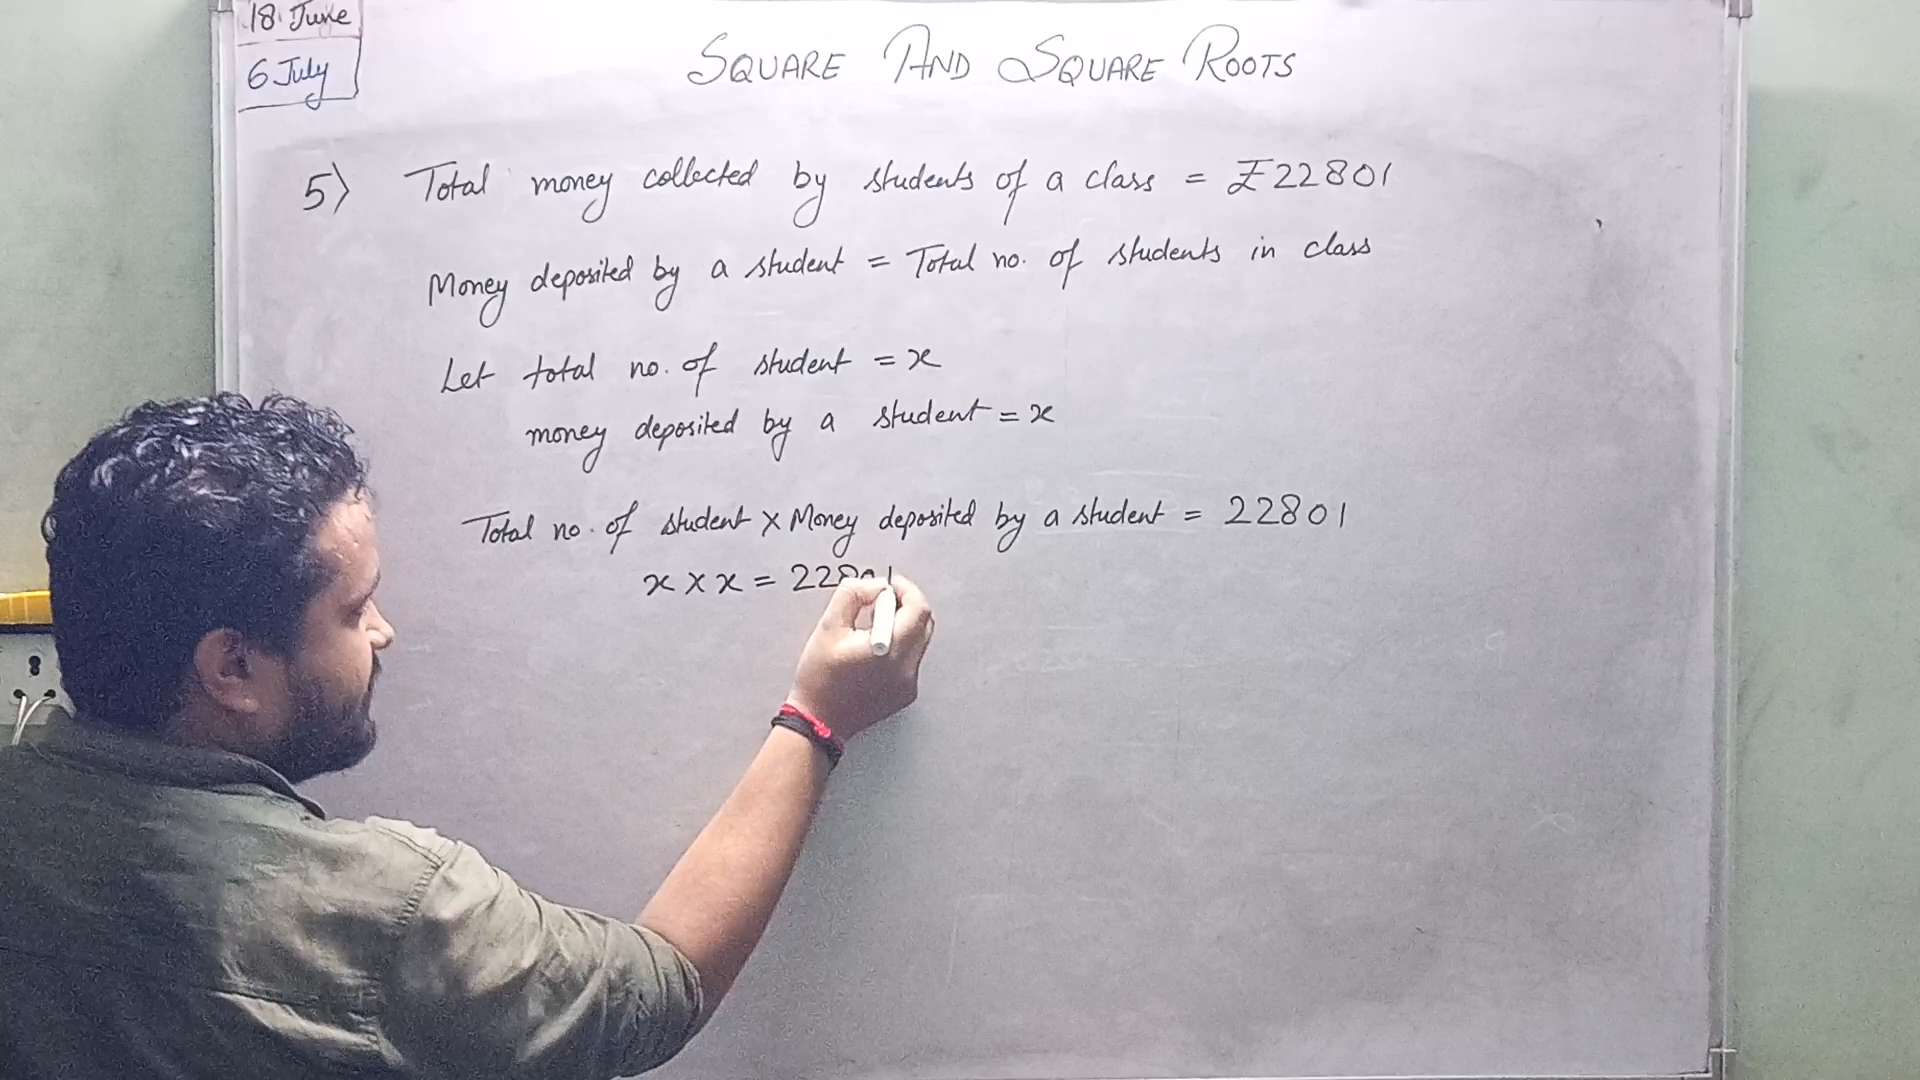 18 June
6 July
SQUARE AND SQUARE ROOTS
5) Total money collected by students of a class = ₹22801
Money deposited by a student = Total no. of students in class
Let total no. of student = x
money deposited by a student = x
Total no. of student × Money deposited by a student = 22801
x × x = 22801